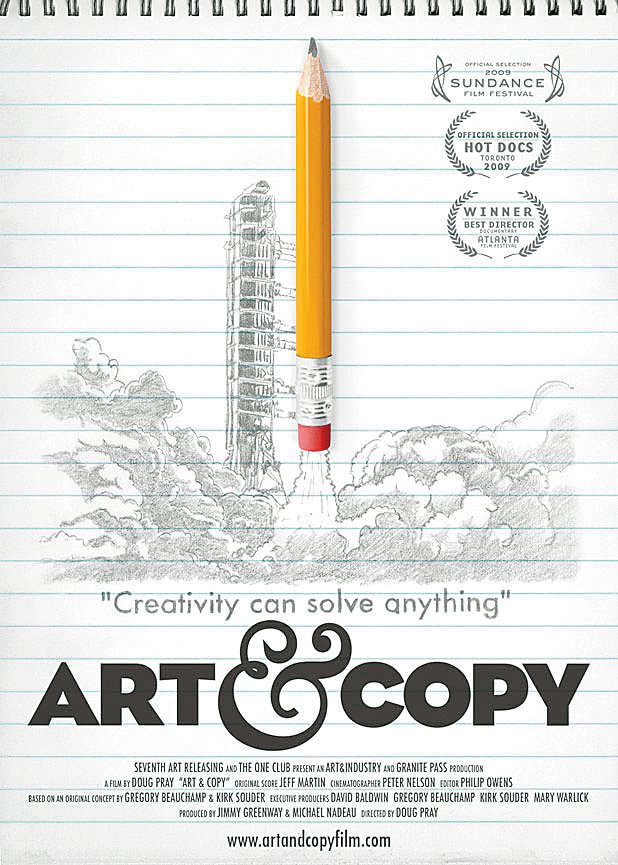 OFFICIAL SELECTION
2009
SUNDANCE
FILM FESTIVAL
OFFICIAL SELECTION
HOT DOCS
TORONTO
2009
WINNER
BEST DIRECTOR
DOCUMENTARY
ATLANTA
FILM FESTIVAL
"Creativity can solve anything"
ART & COPY
SEVENTH ART RELEASING AND THE ONE CLUB PRESENT AN ART&INDUSTRY AND GRANITE PASS PRODUCTION
A FILM BY DOUG PRAY "ART & COPY" ORIGINAL SCORE JEFF MARTIN CINEMATOGRAPHER PETER NELSON EDITOR PHILIP OWENS
BASED ON AN ORIGINAL CONCEPT BY GREGORY BEAUCHAMP & KIRK SOUDER EXECUTIVE PRODUCERS DAVID BALDWIN GREGORY BEAUCHAMP KIRK SOUDER MARY WARLICK
PRODUCED BY JIMMY GREENWAY & MICHAEL NADEAU DIRECTED BY DOUG PRAY
www.artandcopyfilm.com